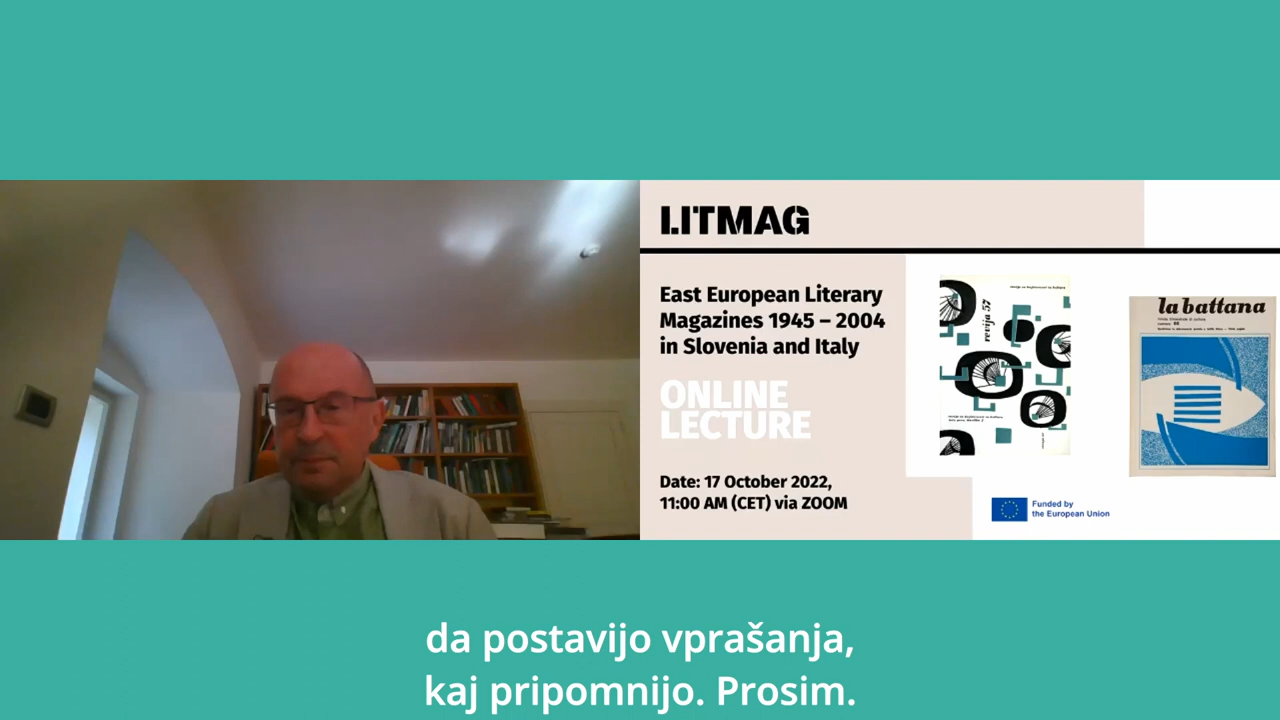 LITMAG
East European Literary
Magazines 1945 – 2004
in Slovenia and Italy
ONLINE
LECTURE
Date: 17 October 2022,
11:00 AM (CET) via ZOOM
revija 57
la battana
Funded by
the European Union
da postavijo vprašanja,
kaj pripomnijo. Prosim.